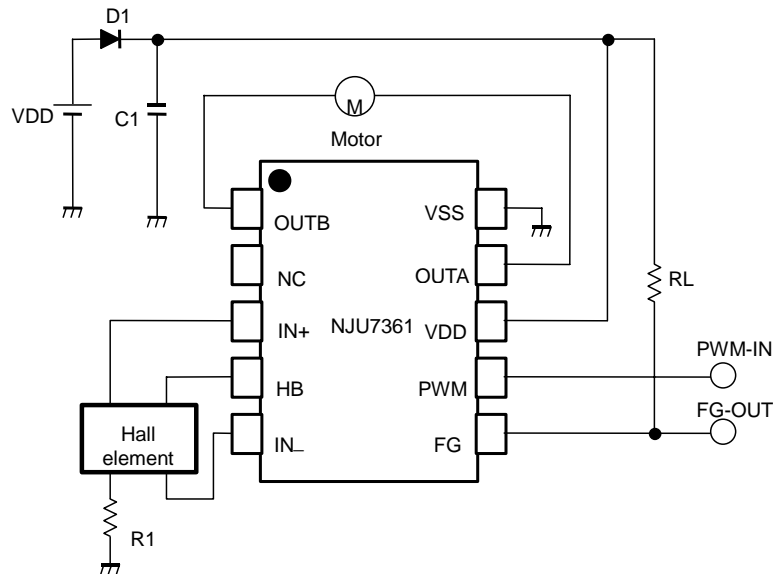 D1
VDD
C1
M
Motor
OUTB
VSS
NC
OUTA
IN+
NJU7361
VDD
RL
HB
PWM
PWM-IN
IN–
FG
FG-OUT
Hall
element
R1